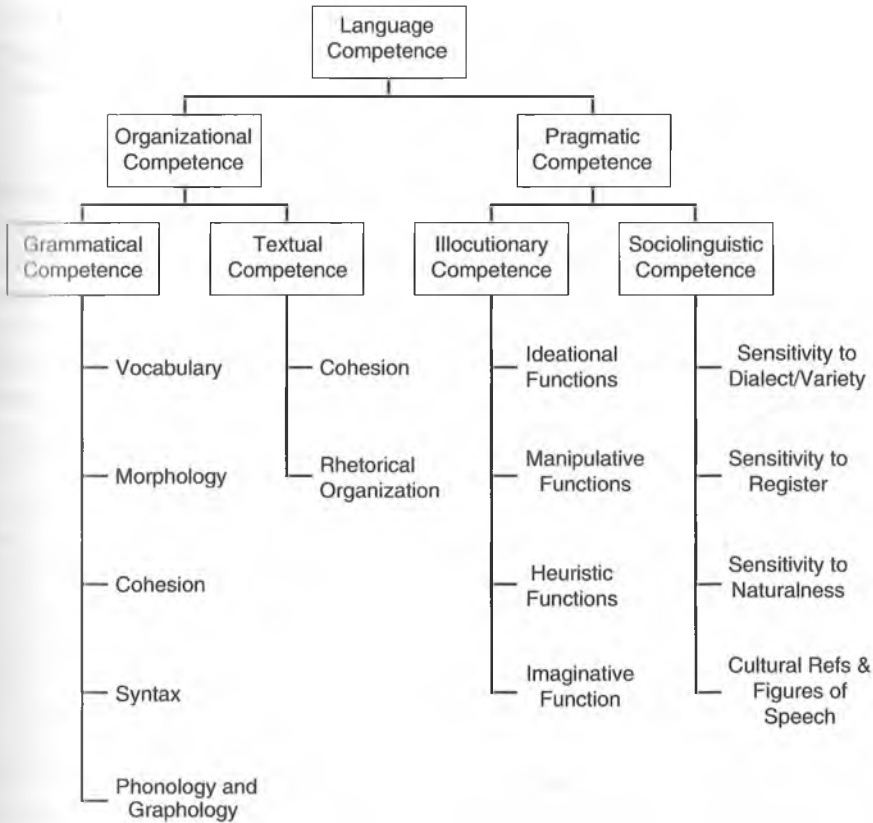 Language
Competence
Organizational
Competence
Pragmatic
Competence
Grammatical
Competence
Textual
Competence
Illocutionary
Competence
Sociolinguistic
Competence
Vocabulary
Morphology
Cohesion
Syntax
Phonology and
Graphology
Cohesion
Rhetorical
Organization
Ideational
Functions
Manipulative
Functions
Heuristic
Functions
Imaginative
Function
Sensitivity to
Dialect/Variety
Sensitivity to
Register
Sensitivity to
Naturalness
Cultural Refs &
Figures of
Speech